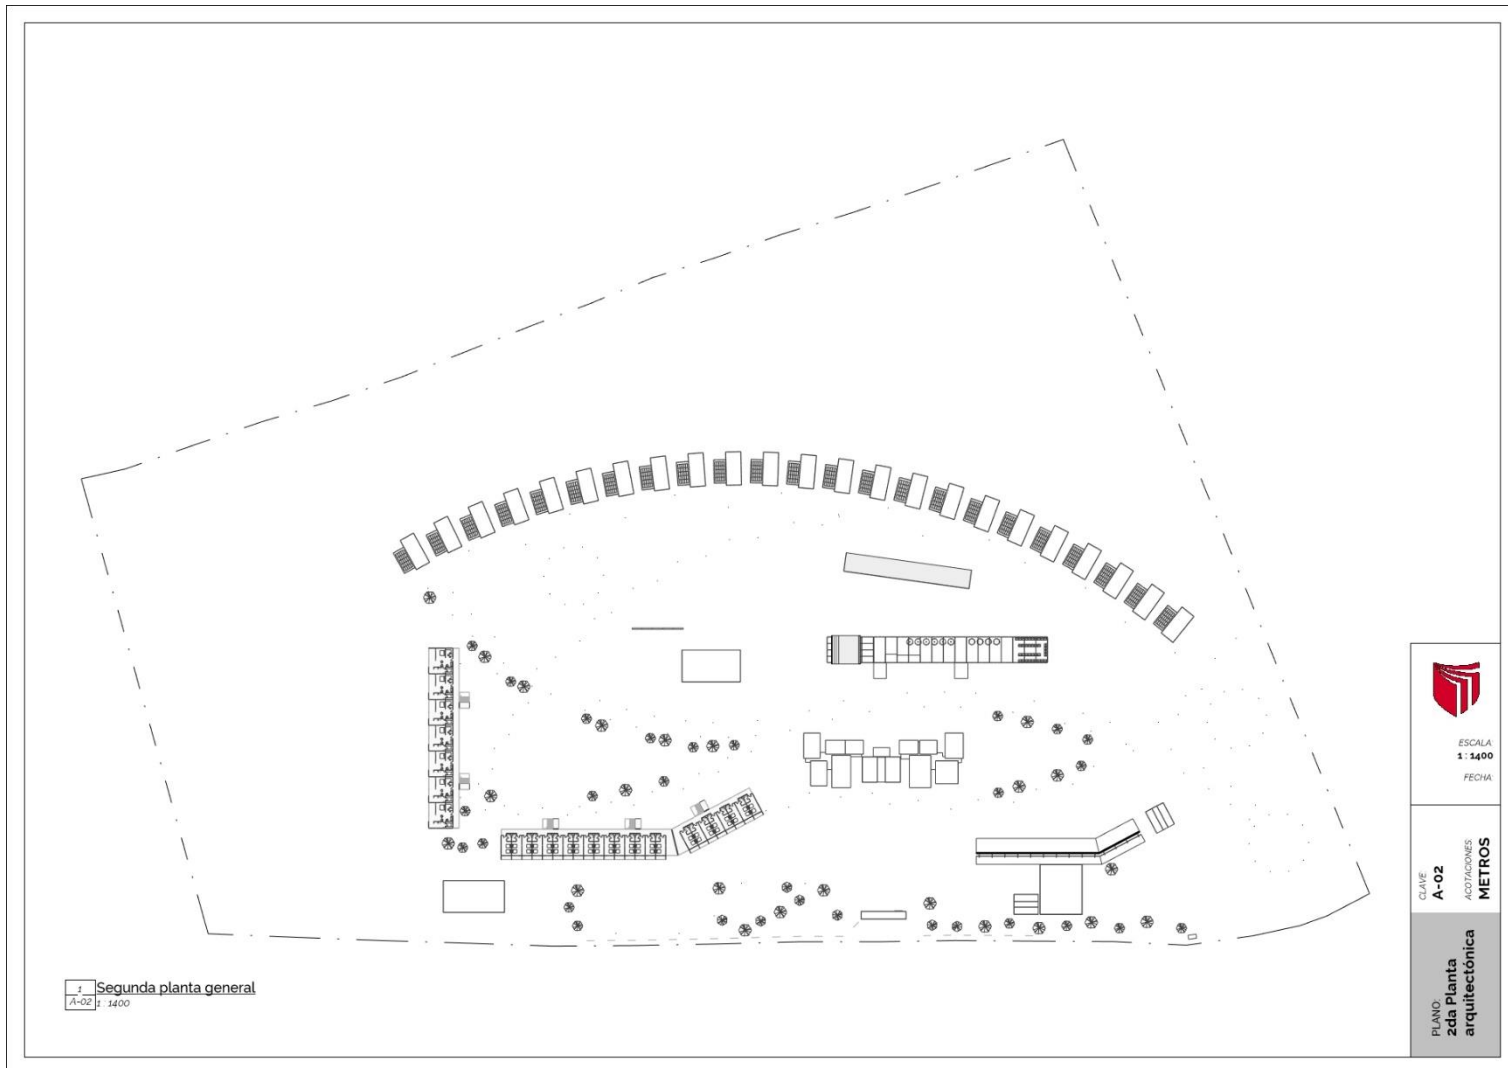 1 Segunda planta general
A-02 1 : 1400
ESCALA:
1 : 1400
FECHA:
CLAVE:
A-02
ACOTACIONES:
METROS
PLANO:
2da Planta
arquitectónica